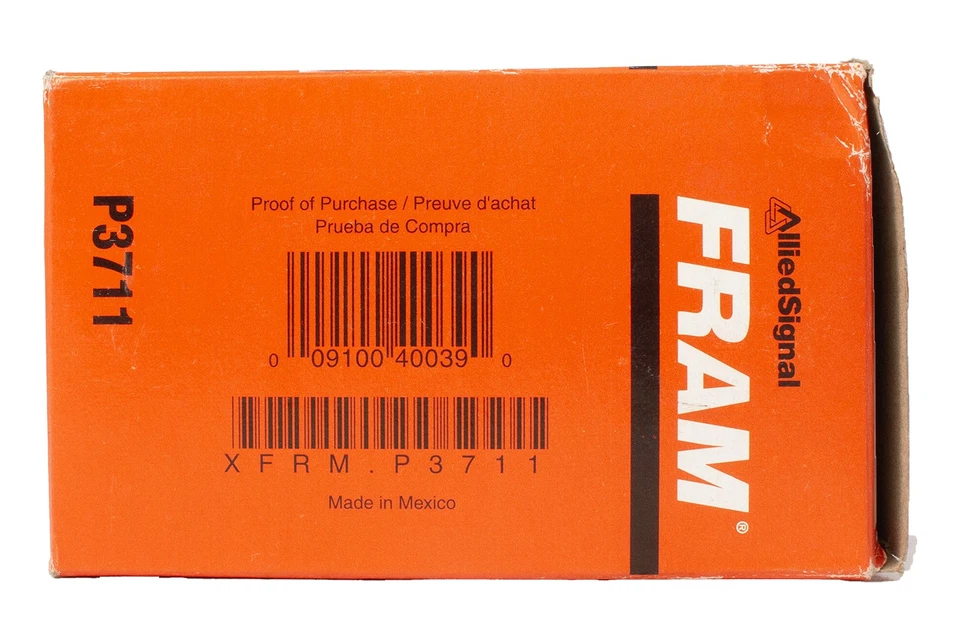 P3711
Proof of Purchase / Preuve d'achat
Prueba de Compra
0 09100 40039 0
XFRM.P3711
Made in Mexico
FRAM®
AlliedSignal